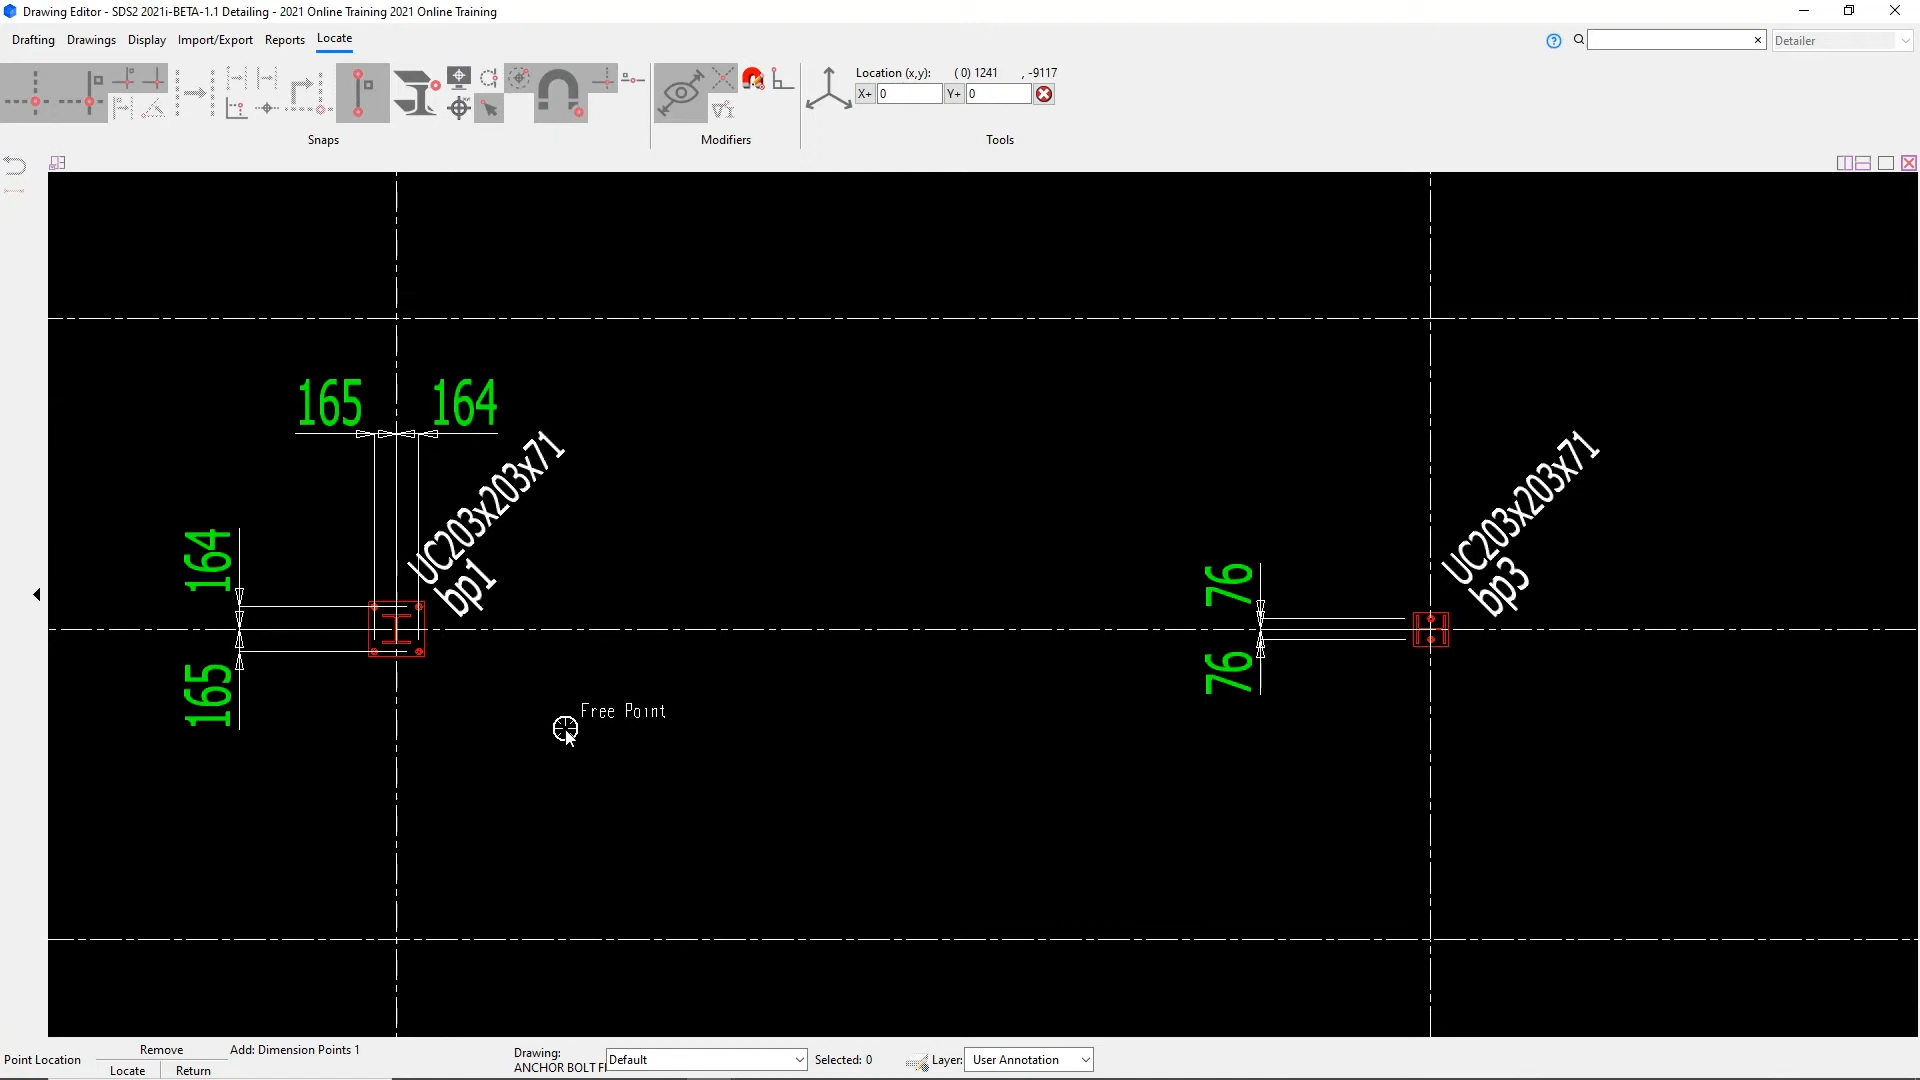 Drawing Editor - SDS2 2021i-BETA-1.1 Detailing - 2021 Online Training 2021 Online Training
Drafting Drawings Display Import/Export Reports Locate
Detailer
Location (x,y): (0) 1241 , -9117
X+ 0 Y+ 0
Snaps Modifiers Tools
165 164
UC203x203x71
bp1
164
165
UC203x203x71
bp3
76
76
Free Point
Point Location
Remove
Add: Dimension Points 1
Locate
Return
Drawing:
ANCHOR BOLT
Default
Selected: 0
Layer: User Annotation